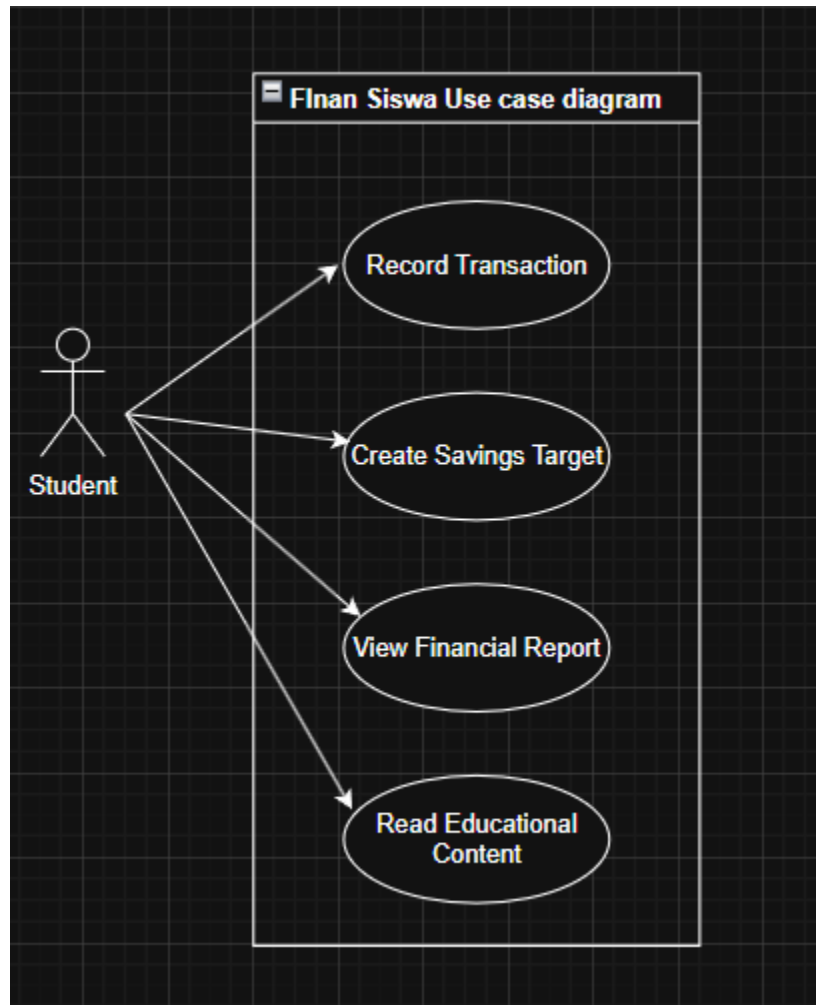 FInan Siswa Use case diagram
Record Transaction
Create Savings Target
Student
View Financial Report
Read Educational
Content